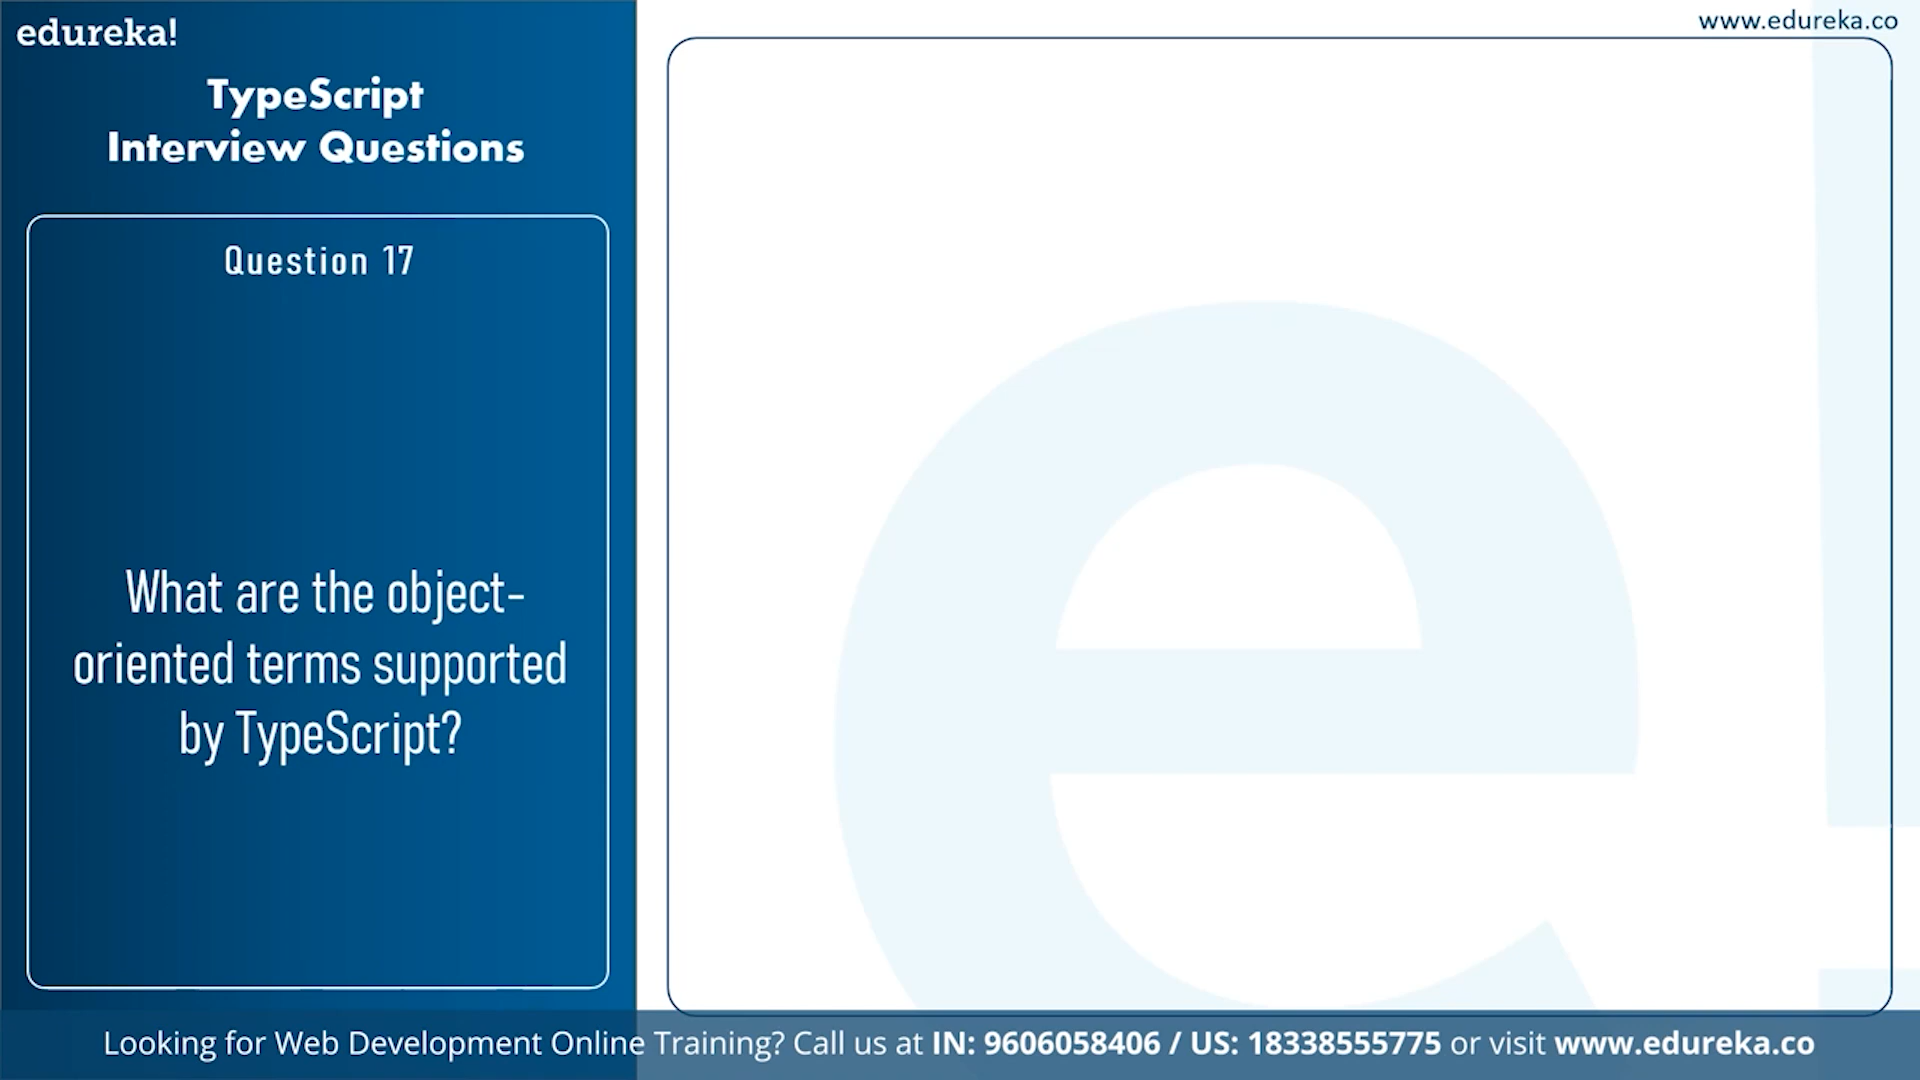 edureka!
www.edureka.co
TypeScript
Interview Questions
Question 17
What are the object-
oriented terms supported
by TypeScript?
Looking for Web Development Online Training? Call us at IN: 9606058406 / US: 18338555775 or visit www.edureka.co